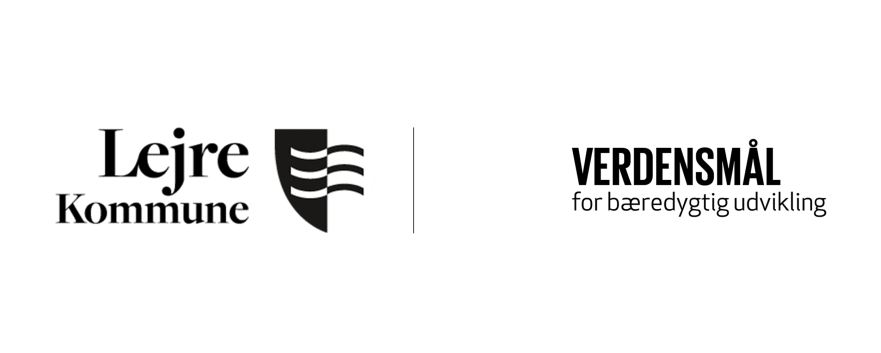 Lejre
Kommune
VERDENSMÅL
for bæredygtig udvikling